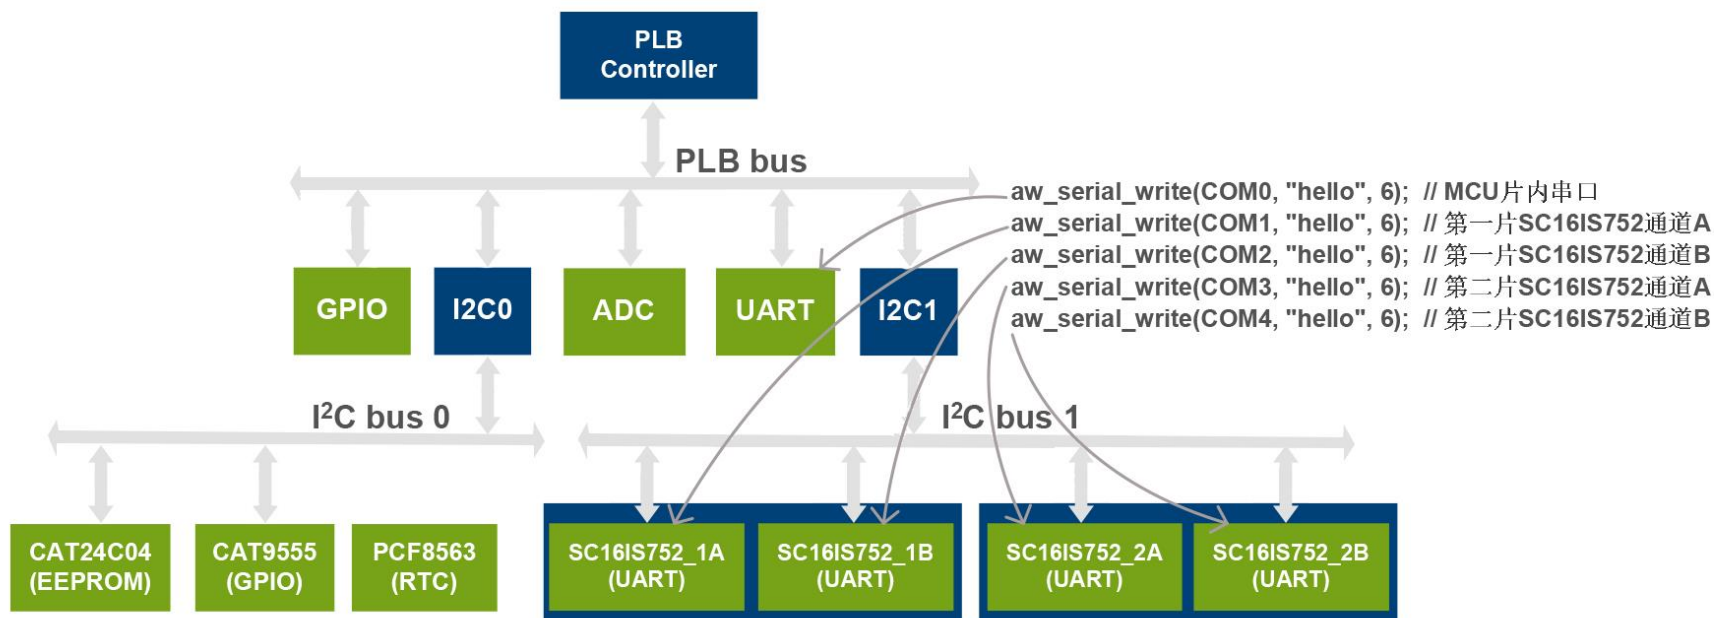 PLB
Controller
PLB bus
aw_serial_write(COM0, "hello", 6);  // MCU片内串口
aw_serial_write(COM1, "hello", 6);  // 第一片SC16IS752通道A
aw_serial_write(COM2, "hello", 6);  // 第一片SC16IS752通道B
aw_serial_write(COM3, "hello", 6);  // 第二片SC16IS752通道A
aw_serial_write(COM4, "hello", 6);  // 第二片SC16IS752通道B
GPIO
I2C0
ADC
UART
I2C1
I²C bus 0
I²C bus 1
CAT24C04
(EEPROM)
CAT9555
(GPIO)
PCF8563
(RTC)
SC16IS752_1A
(UART)
SC16IS752_1B
(UART)
SC16IS752_2A
(UART)
SC16IS752_2B
(UART)